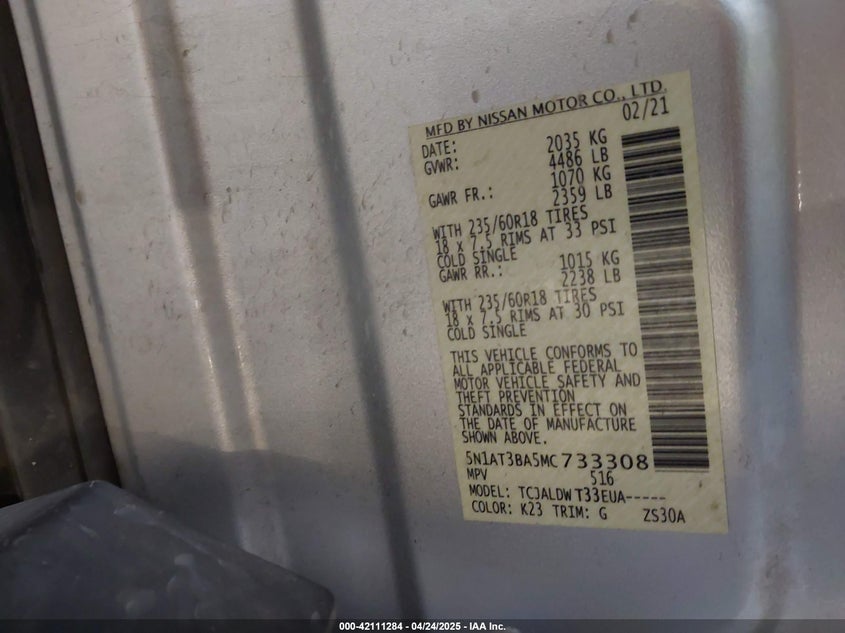 MFD BY NISSAN MOTOR CO., LTD.
DATE: 02/21
GVWR: 2035 KG
4486 LB
GAWR FR.: 1070 KG
2359 LB
WITH 235/60R18 TIRES
18 x 7.5 RIMS AT 33 PSI
COLD SINGLE
GAWR RR.: 1015 KG
2238 LB
WITH 235/60R18 TIRES
18 x 7.5 RIMS AT 30 PSI
COLD SINGLE
THIS VEHICLE CONFORMS TO
ALL APPLICABLE FEDERAL
MOTOR VEHICLE SAFETY AND
THEFT PREVENTION
STANDARDS IN EFFECT ON
THE DATE OF MANUFACTURE
SHOWN ABOVE.
5N1AT3BA5MC733308
MPV 516
MODEL: TCJALDW T33EUA-----
COLOR: K23 TRIM: G ZS30A
000-42111284 - 04/24/2025 - IAA Inc.